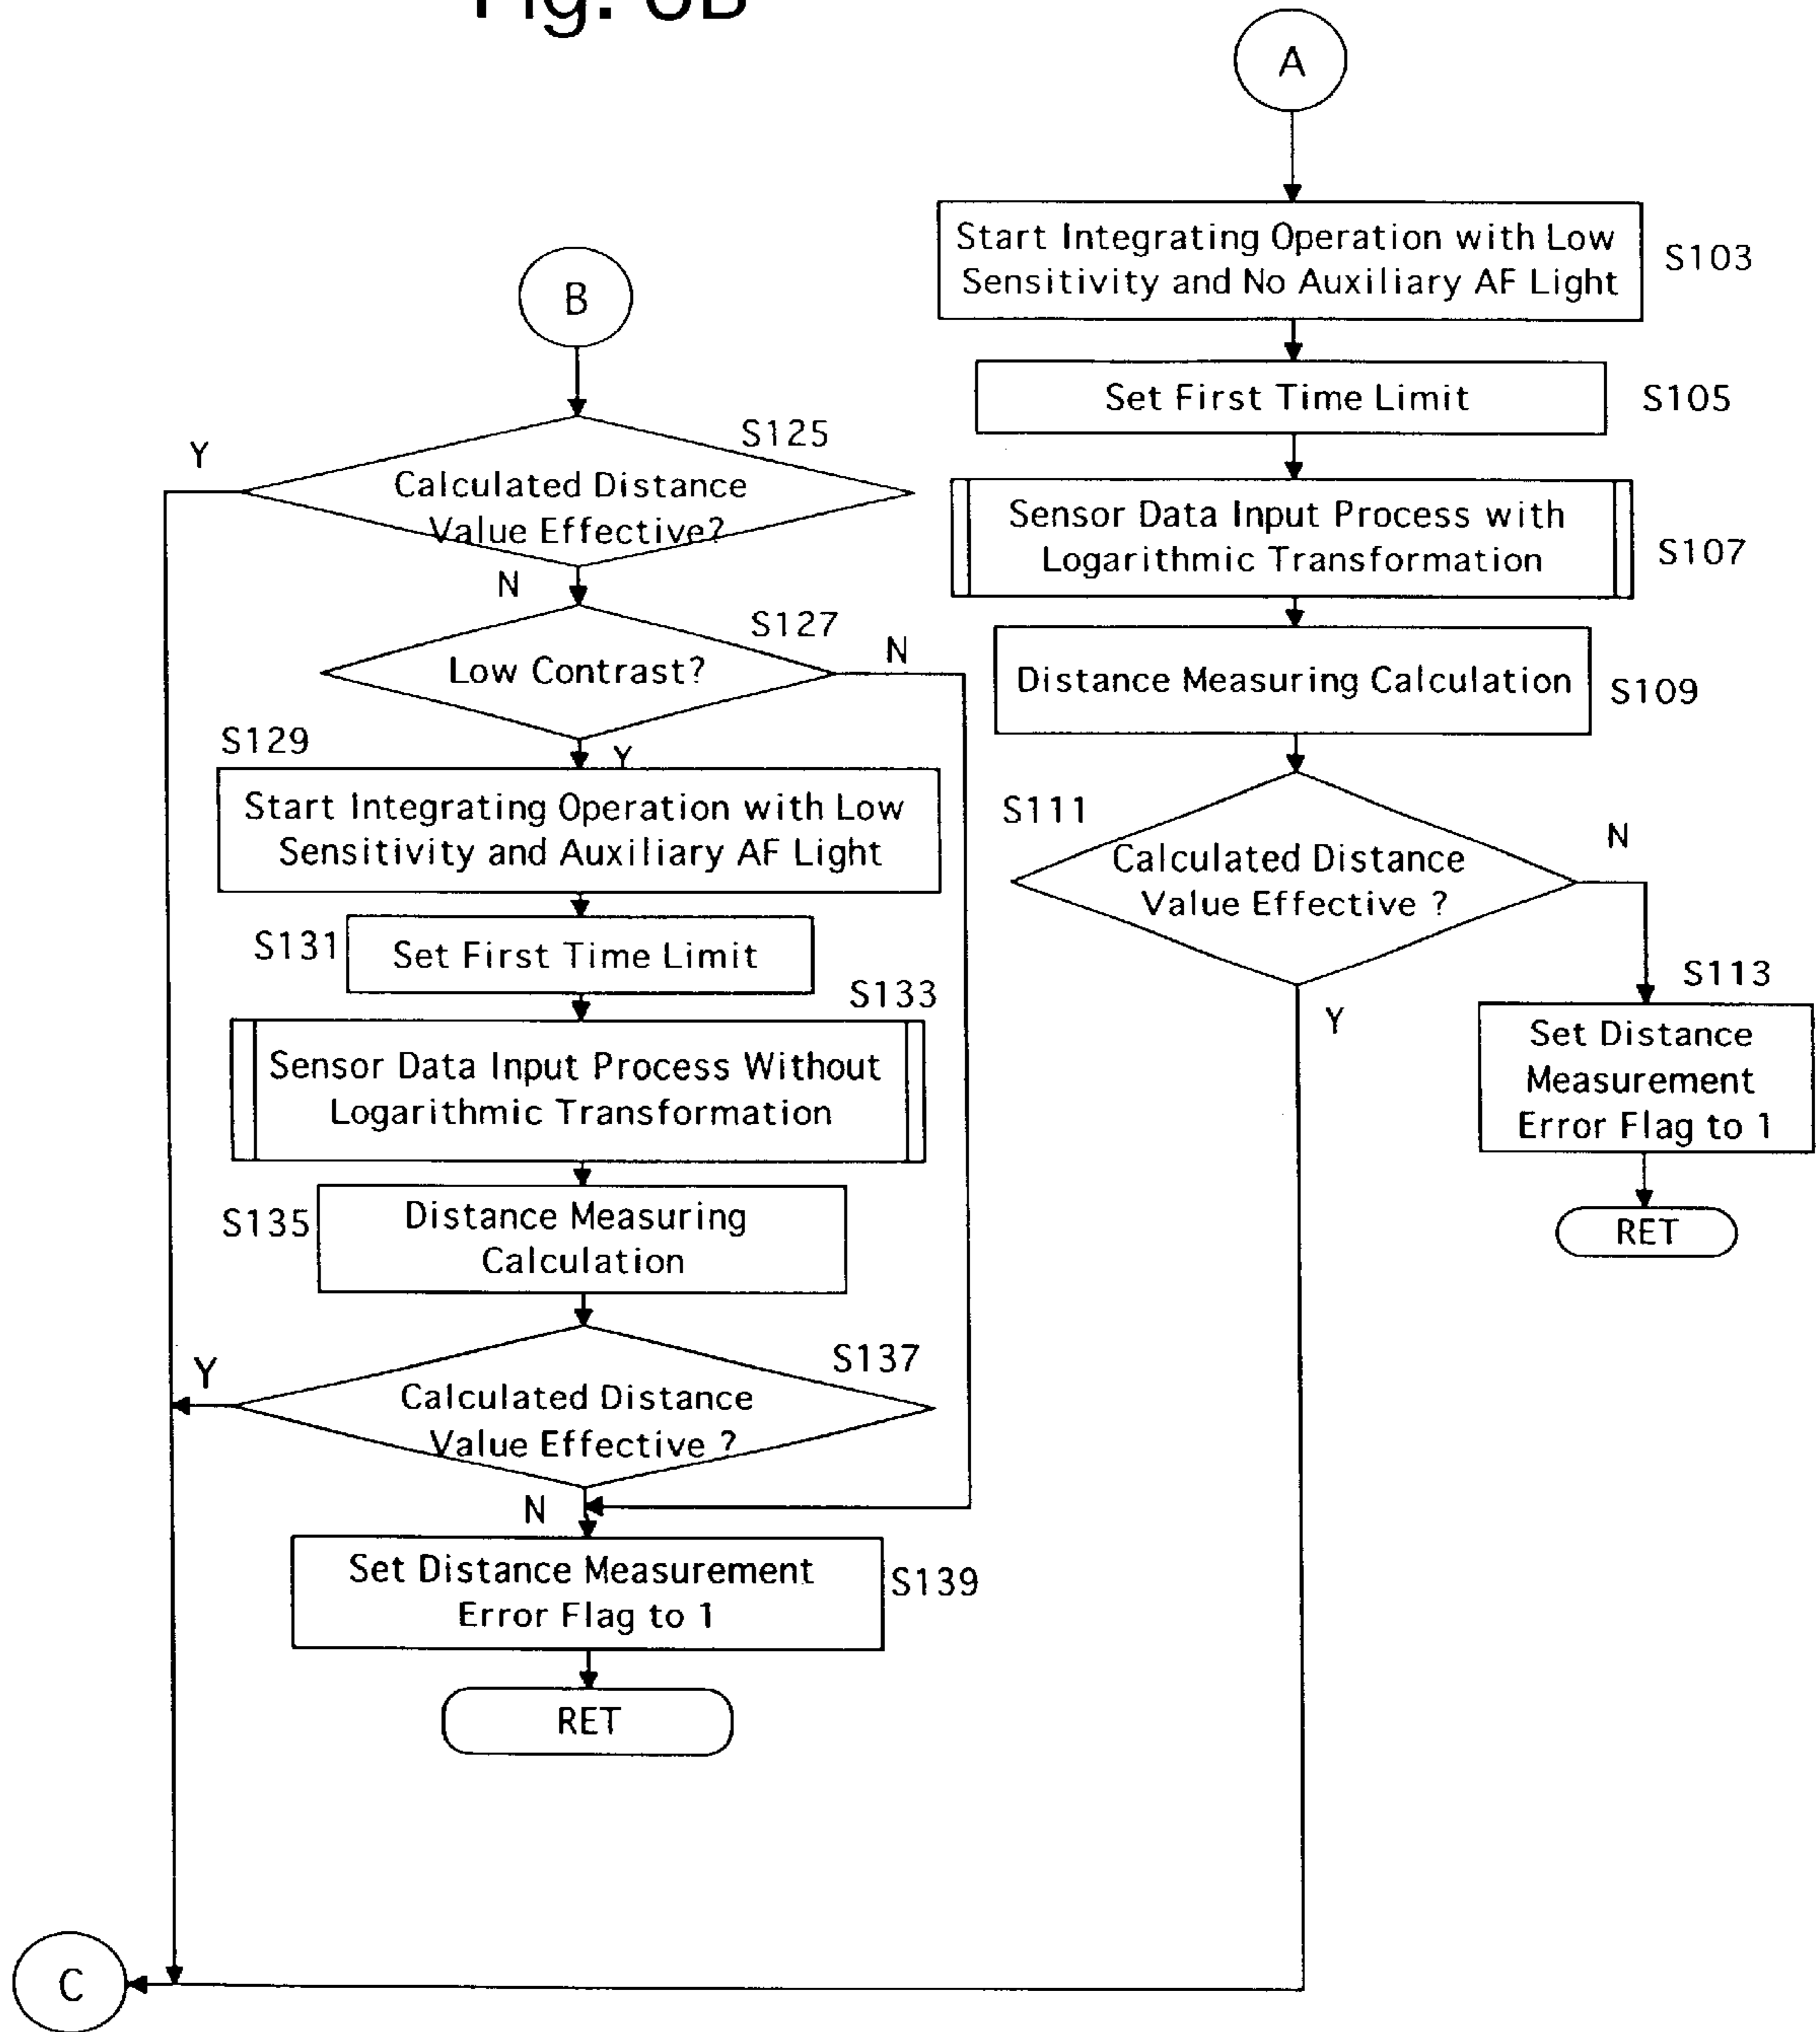 Fig.
A
Start Integrating Operation with Low
Sensitivity and No Auxiliary AF Light
S103
Set First Time Limit
S105
Sensor Data Input Process with
Logarithmic Transformation
S107
Distance Measuring Calculation
S109
S111
Calculated Distance
Value Effective ?
N
Y
S113
Set Distance
Measurement
Error Flag to 1
RET
B
S125
Y
Calculated Distance
Value Effective?
N
S127
Low Contrast?
N
Y
S129
Start Integrating Operation with Low
Sensitivity and Auxiliary AF Light
S131
Set First Time Limit
S133
Sensor Data Input Process Without
Logarithmic Transformation
S135
Distance Measuring
Calculation
S137
Y
Calculated Distance
Value Effective ?
N
Set Distance Measurement
Error Flag to 1
S139
RET
C